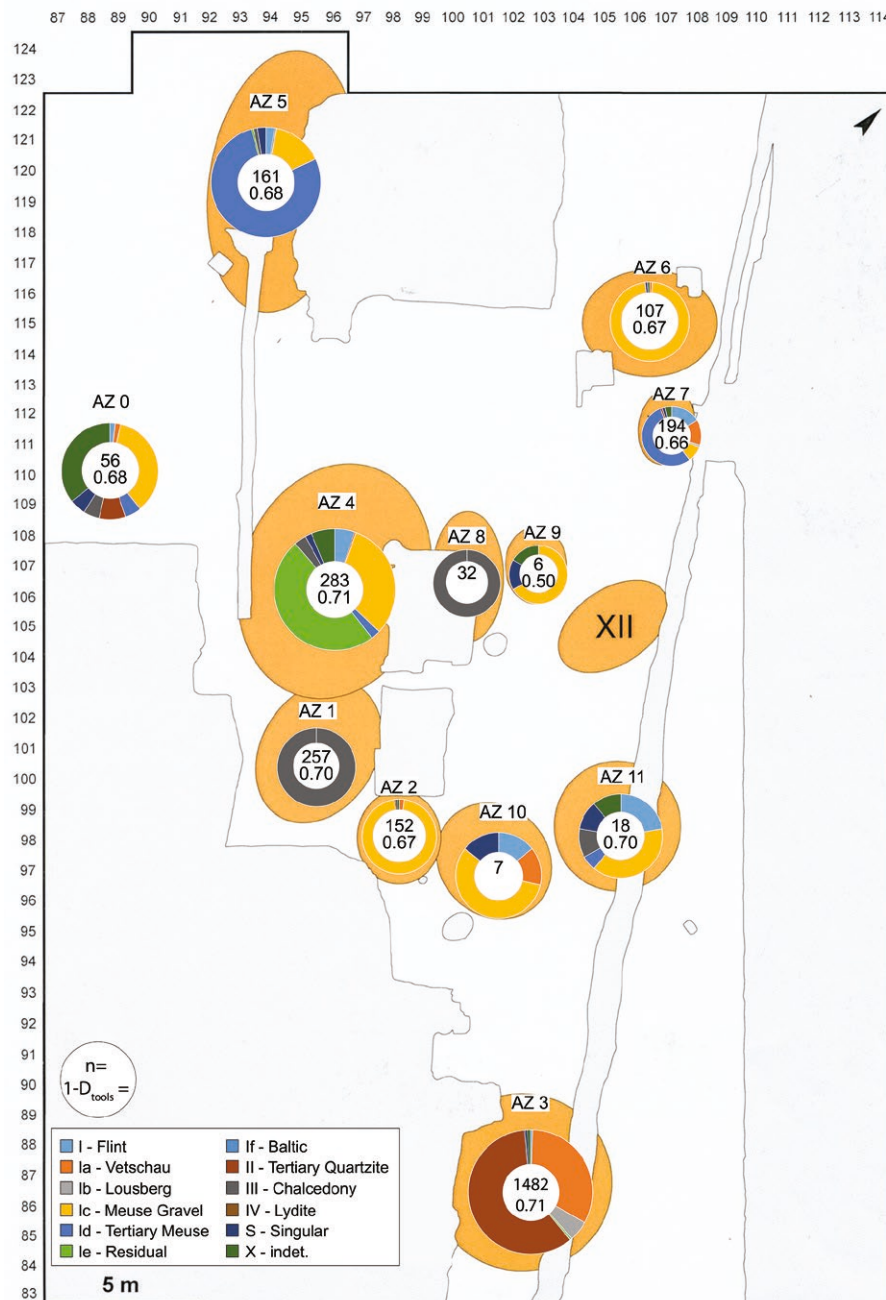 87 88 89 90 92 93 94 95 96 97 98 99 100 101 102 103 104 105 106 107 108 109 111 112 113 114
124
123
122
121
120
119
118
117
116
115
114
113
112
111
110
109
108
107
106
105
104
103
102
101
100
99
98
97
96
95
94
93
92
91
90
89
88
87
86
85
84
83
AZ 5
161
0.68
AZ 6
107
0.67
AZ 7
194
0.66
AZ 0
56
0.68
AZ 4
283
0.71
AZ 8
32
AZ 9
6
0.50
XII
AZ 1
257
0.70
AZ 2
152
0.67
AZ 10
7
AZ 11
18
0.70
AZ 3
1482
0.71
n=
1-Dtools =
I - Flint
Ia - Vetschau
Ib - Lousberg
Ic - Meuse Gravel
Id - Tertiary Meuse
Ie - Residual
If - Baltic
II - Tertiary Quartzite
III - Chalcedony
IV - Lydite
S - Singular
X - indet.
5 m